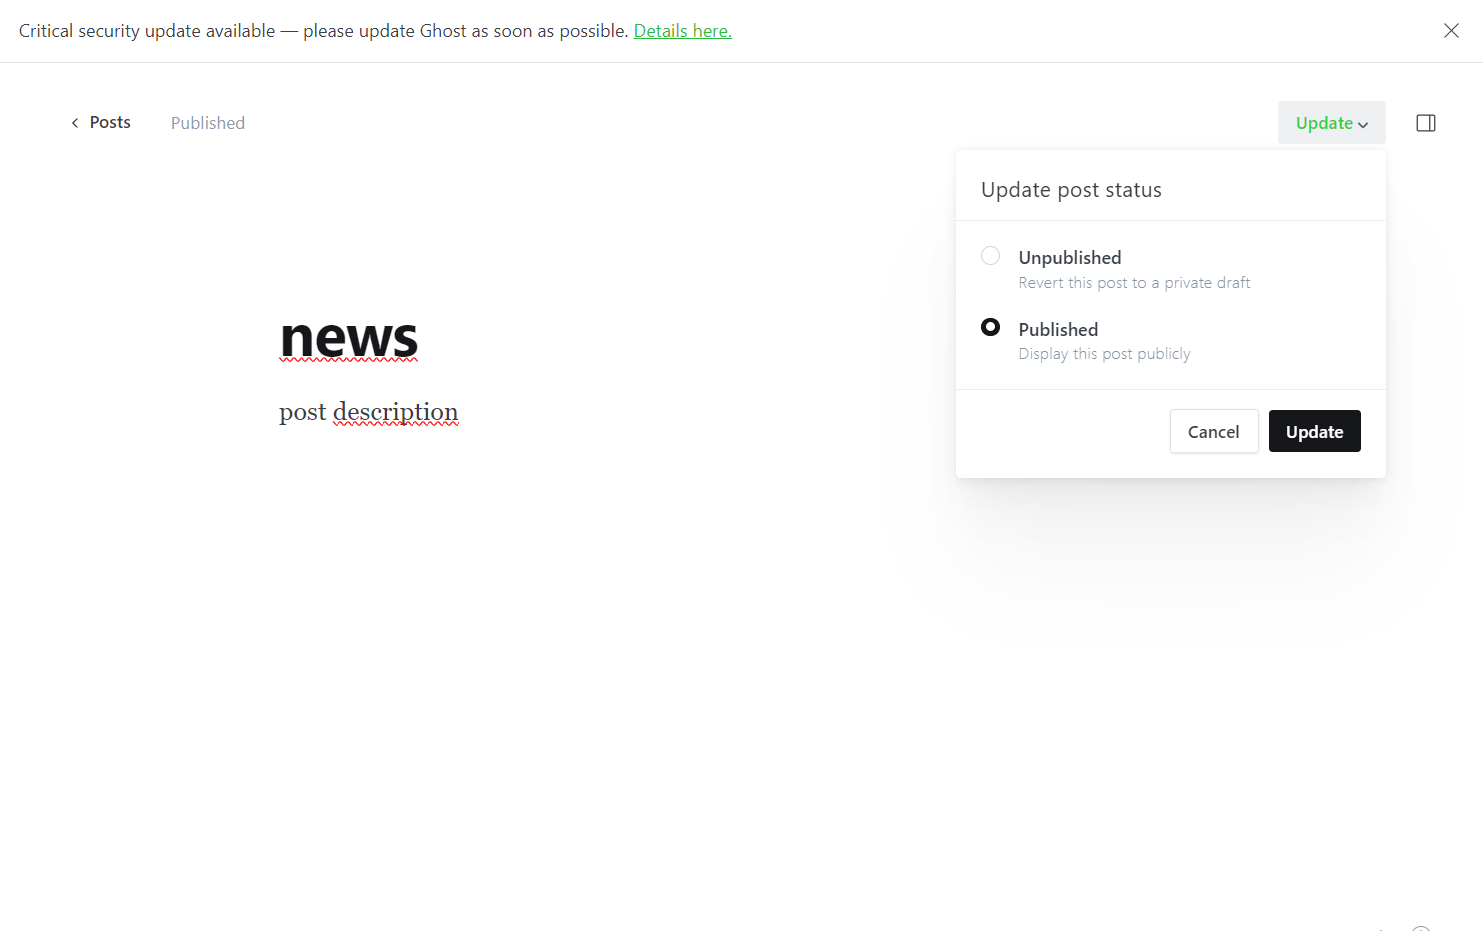 Critical security update available — please update Ghost as soon as possible. Details here.
Posts
Published
Update
Update post status
Unpublished
Revert this post to a private draft
Published
Display this post publicly
Cancel
Update
news
post description